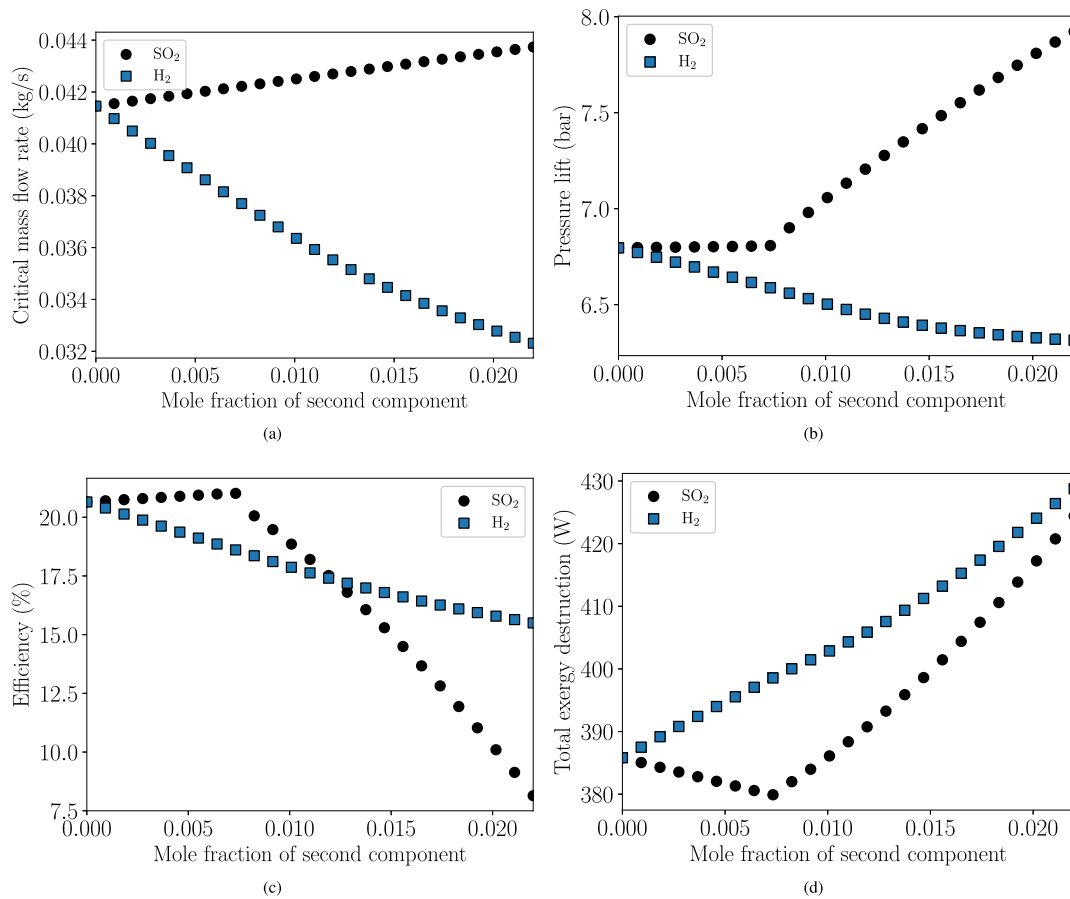 0.044
0.042
0.040
0.038
0.036
0.034
0.032
Critical mass flow rate (kg/s)
SO2
H2
0.000 0.005 0.010 0.015 0.020
Mole fraction of second component
(a)
8.0
7.5
7.0
6.5
Pressure lift (bar)
SO2
H2
0.000 0.005 0.010 0.015 0.020
Mole fraction of second component
(b)
20.0
17.5
15.0
12.5
10.0
7.5
Efficiency (%)
SO2
H2
0.000 0.005 0.010 0.015 0.020
Mole fraction of second component
(c)
430
420
410
400
390
380
Total exergy destruction (W)
SO2
H2
0.000 0.005 0.010 0.015 0.020
Mole fraction of second component
(d)